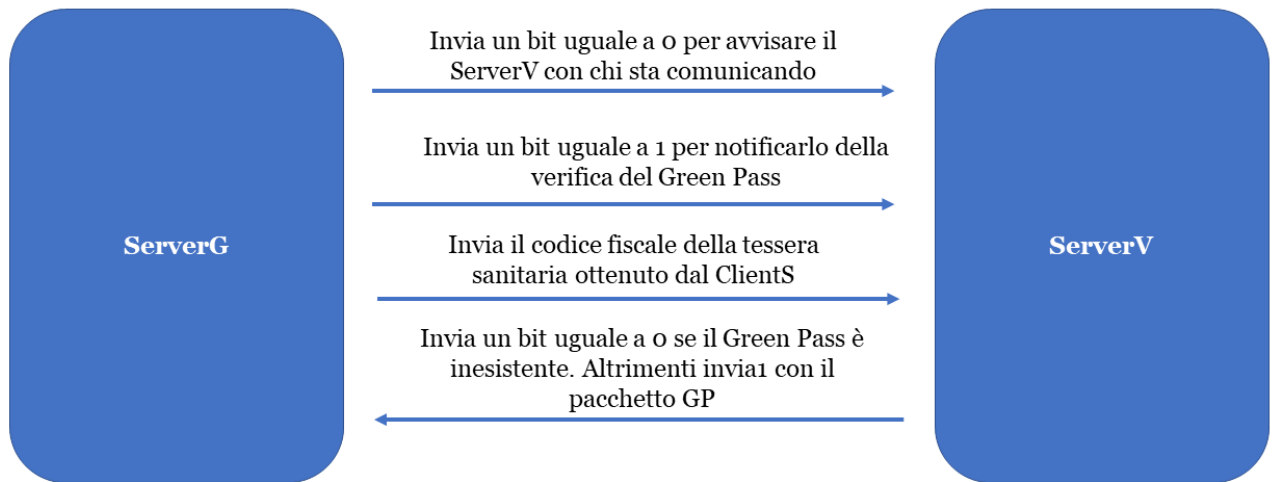 Invia un bit uguale a 0 per avvisare il
ServerV con chi sta comunicando
Invia un bit uguale a 1 per notificarlo della
verifica del Green Pass
ServerG
ServerV
Invia il codice fiscale della tessera
sanitaria ottenuto dal ClientS
Invia un bit uguale a 0 se il Green Pass è
inesistente. Altrimenti invia1 con il
pacchetto GP